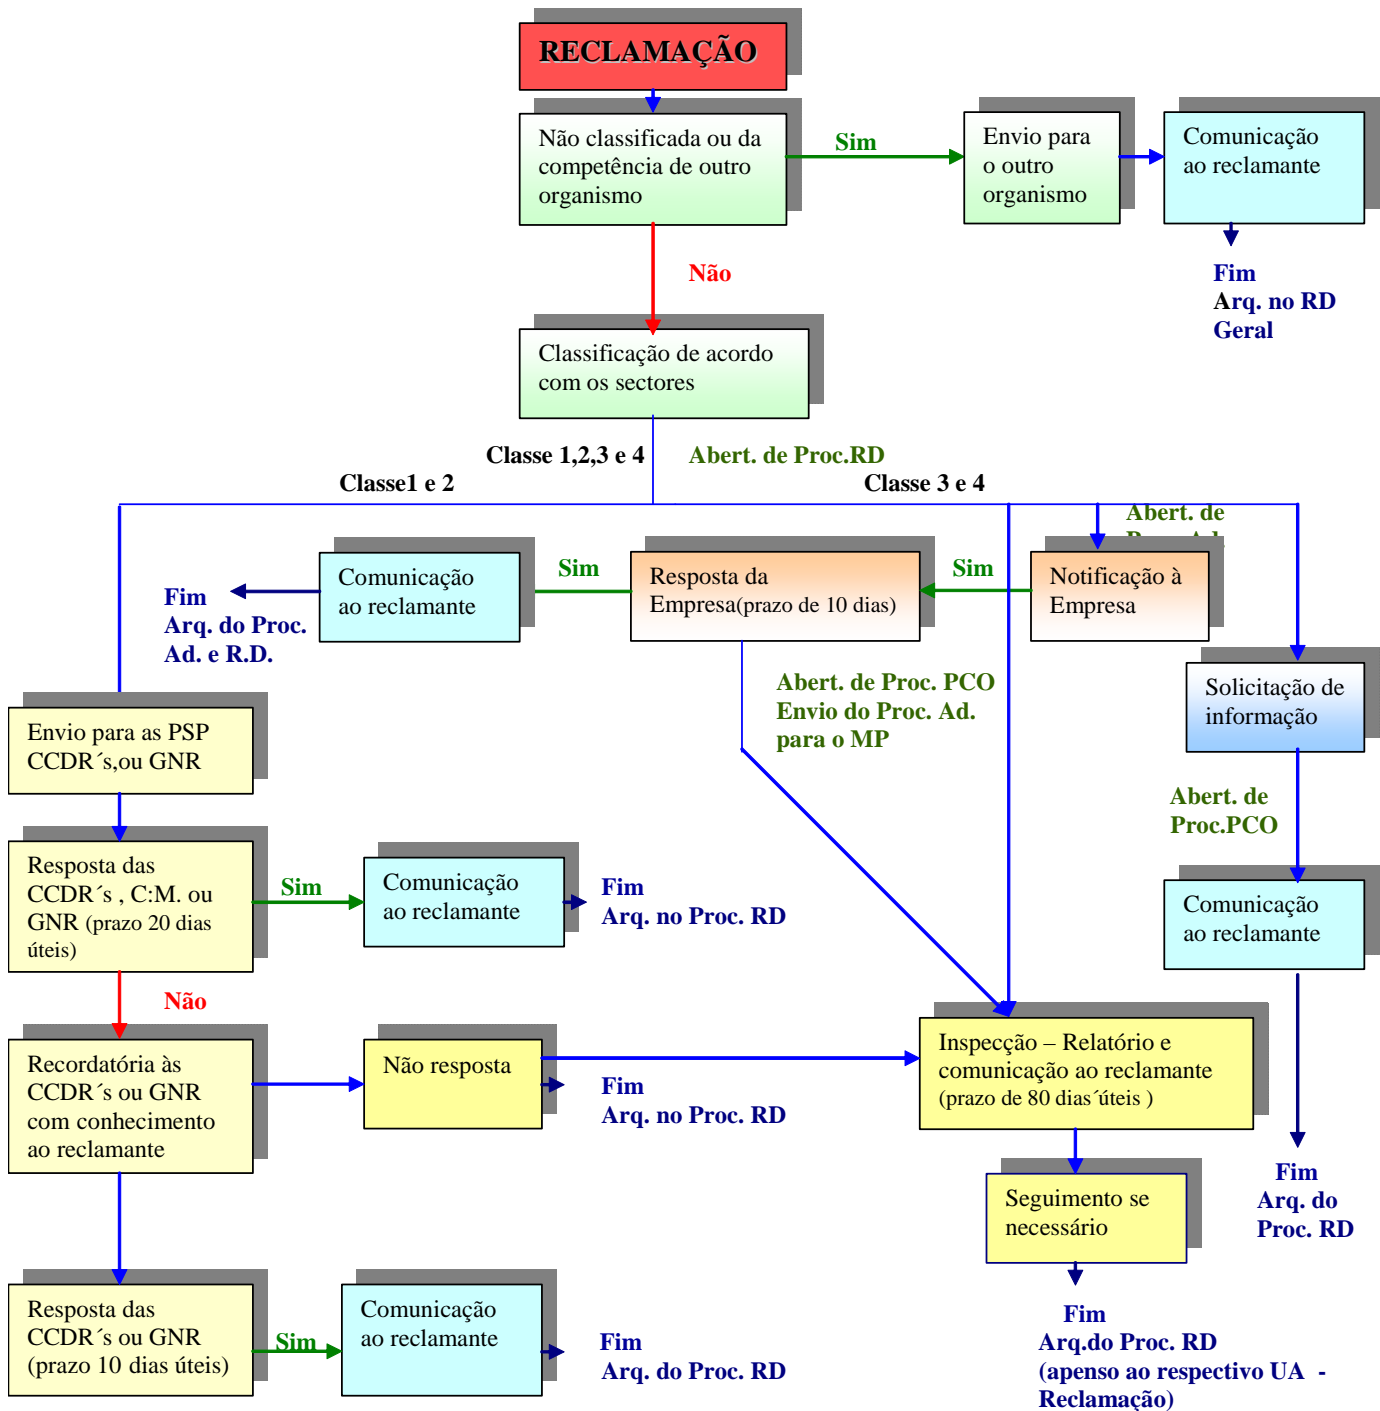 RECLAMAÇÃO
Não classificada ou da
competência de outro
organismo
Sim
Envio para
o outro
organismo
Comunicação
ao reclamante
Fim
Arq. no RD
Geral
Não
Classificação de acordo
com os sectores
Classe 1,2,3 e 4
Abert. de Proc.RD
Classe1 e 2
Classe 3 e 4
Abert. de
Notificação à
Empresa
Sim
Resposta da
Empresa(prazo de 10 dias)
Sim
Comunicação
ao reclamante
Fim
Arq. do Proc.
Ad. e R.D.
Abert. de Proc. PCO
Envio do Proc. Ad.
para o MP
Solicitação de
informação
Abert. de
Proc.PCO
Comunicação
ao reclamante
Fim
Arq. do
Proc. RD
Envio para as PSP
CCDR´s,ou GNR
Resposta das
CCDR´s , C:M. ou
GNR (prazo 20 dias
úteis)
Sim
Comunicação
ao reclamante
Fim
Arq. no Proc. RD
Não
Recordatória às
CCDR´s ou GNR
com conhecimento
ao reclamante
Não resposta
Fim
Arq. no Proc. RD
Inspecção – Relatório e
comunicação ao reclamante
(prazo de 80 dias´úteis )
Seguimento se
necessário
Fim
Arq.do Proc. RD
(apenso ao respectivo UA -
Reclamação)
Resposta das
CCDR´s ou GNR
(prazo 10 dias úteis)
Sim
Comunicação
ao reclamante
Fim
Arq. do Proc. RD